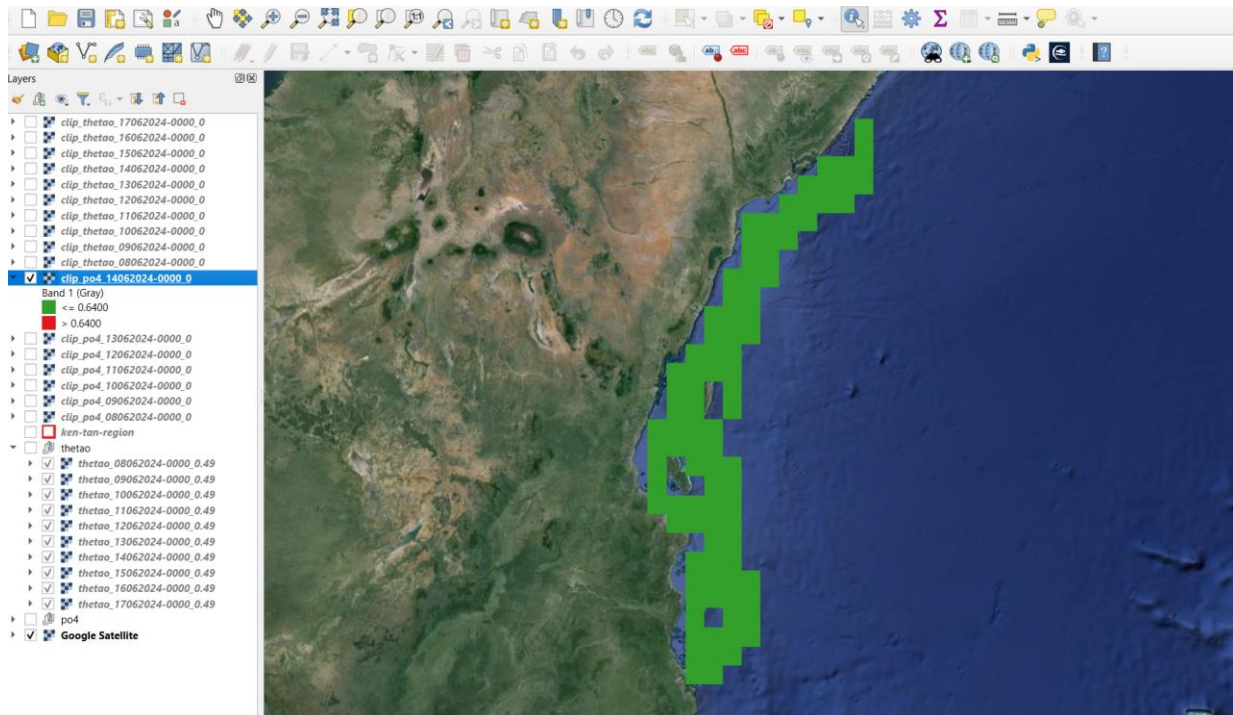 Layers
clip_thetao_17062024-0000_0
clip_thetao_16062024-0000_0
clip_thetao_15062024-0000_0
clip_thetao_14062024-0000_0
clip_thetao_13062024-0000_0
clip_thetao_12062024-0000_0
clip_thetao_11062024-0000_0
clip_thetao_10062024-0000_0
clip_thetao_09062024-0000_0
clip_thetao_08062024-0000_0
clip_po4_14062024-0000_0
Band 1 (Gray)
<= 0.6400
> 0.6400
clip_po4_13062024-0000_0
clip_po4_12062024-0000_0
clip_po4_11062024-0000_0
clip_po4_10062024-0000_0
clip_po4_09062024-0000_0
clip_po4_08062024-0000_0
ken-tan-region
thetao
thetao_08062024-0000_0.49
thetao_09062024-0000_0.49
thetao_10062024-0000_0.49
thetao_11062024-0000_0.49
thetao_12062024-0000_0.49
thetao_13062024-0000_0.49
thetao_14062024-0000_0.49
thetao_15062024-0000_0.49
thetao_16062024-0000_0.49
thetao_17062024-0000_0.49
po4
Google Satellite